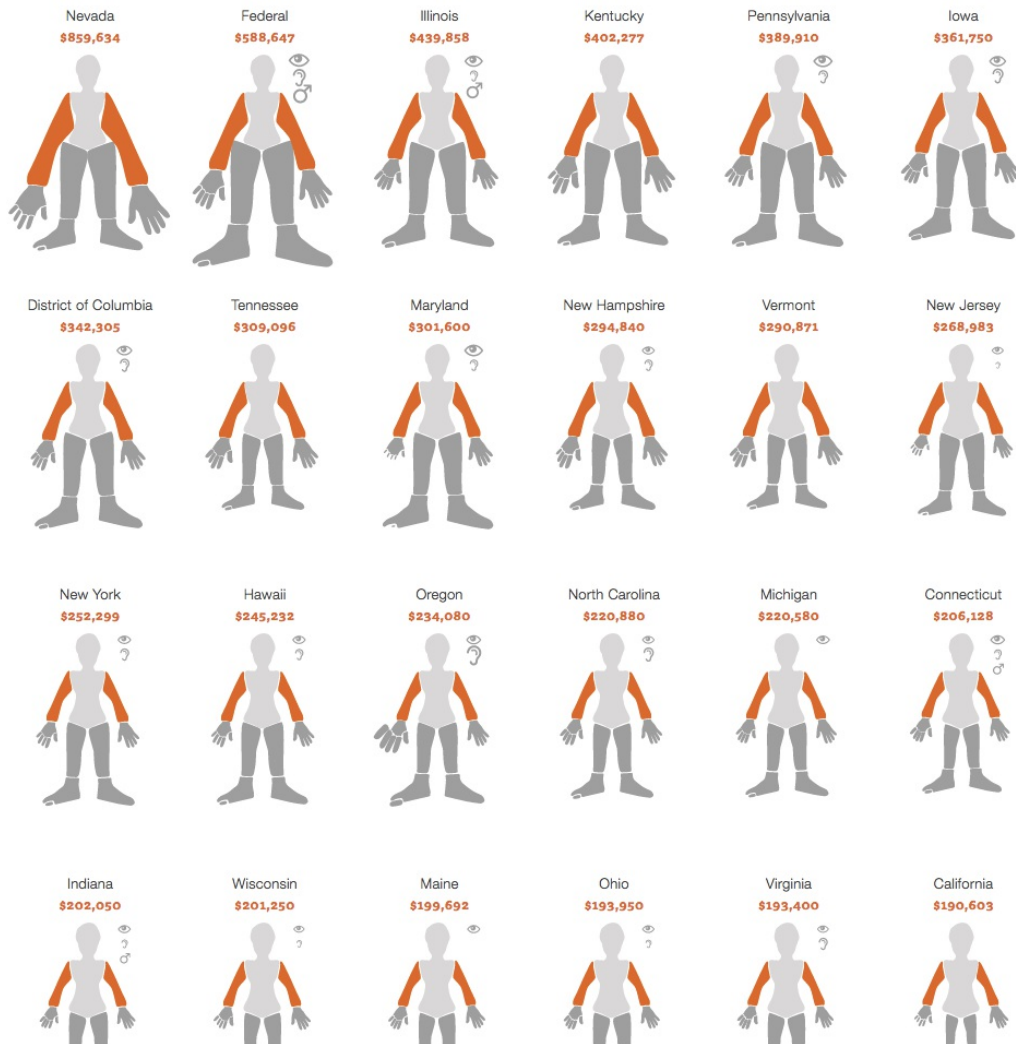 Nevada
$859,634
Federal
$588,647
Illinois
$439,858
Kentucky
$402,277
Pennsylvania
$389,910
Iowa
$361,750
District of Columbia
$342,305
Tennessee
$309,096
Maryland
$301,600
New Hampshire
$294,840
Vermont
$290,871
New Jersey
$268,983
New York
$252,299
Hawaii
$245,232
Oregon
$234,080
North Carolina
$220,880
Michigan
$220,580
Connecticut
$206,128
Indiana
$202,050
Wisconsin
$201,250
Maine
$199,692
Ohio
$193,950
Virginia
$193,400
California
$190,603